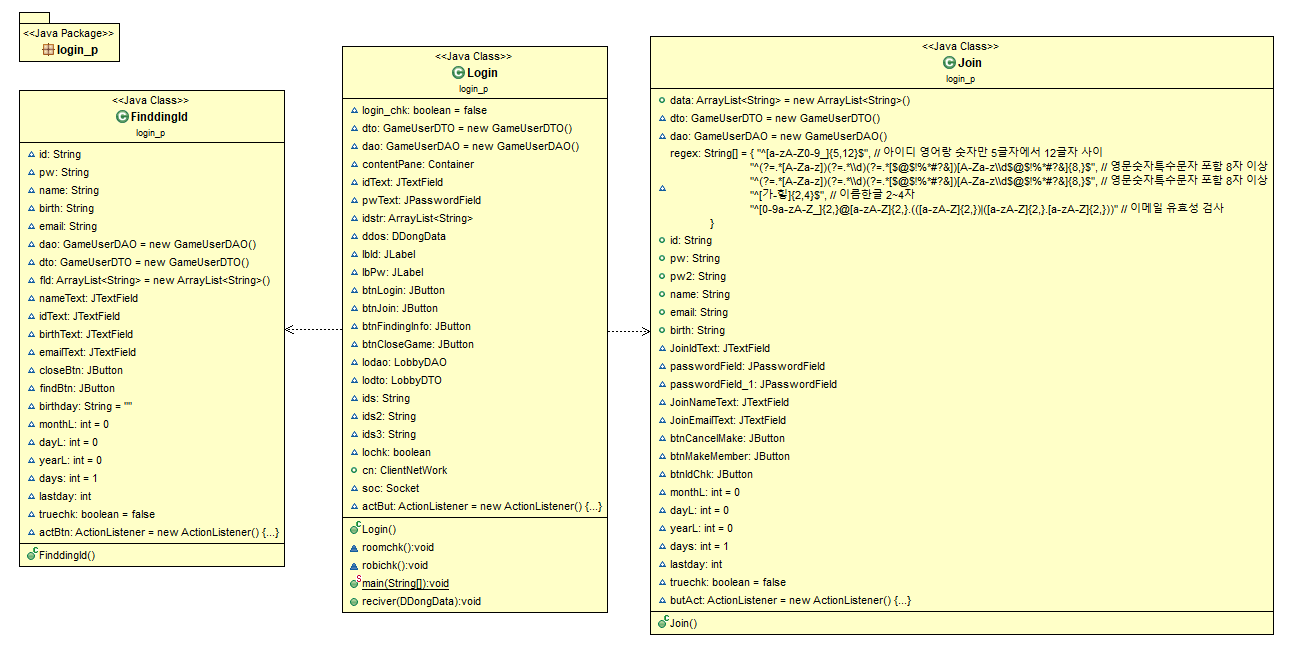 <<Java Package>>
login_p
<<Java Class>>
FinddingId
login_p
id: String
pw: String
name: String
birth: String
email: String
dao: GameUserDAO = new GameUserDAO()
dto: GameUserDTO = new GameUserDTO()
fId: ArrayList<String> = new ArrayList<String>()
nameText: JTextField
idText: JTextField
birthText: JTextField
emailText: JTextField
closeBtn: JButton
findBtn: JButton
birthday: String = ""
monthL: int = 0
dayL: int = 0
yearL: int = 0
days: int = 1
lastday: int
truechk: boolean = false
actBtn: ActionListener = new ActionListener() {...}
FinddingId()
<<Java Class>>
Login
login_p
login_chk: boolean = false
dto: GameUserDTO = new GameUserDTO()
dao: GameUserDAO = new GameUserDAO()
contentPane: Container
idText: JTextField
pwText: JPasswordField
idstr: ArrayList<String>
ddos: DDongData
lbId: JLabel
lbPw: JLabel
btnLogin: JButton
btnJoin: JButton
btnFindingInfo: JButton
btnCloseGame: JButton
lodao: LobbyDAO
lodto: LobbyDTO
ids: String
ids2: String
ids3: String
lochk: boolean
cn: ClientNetWork
soc: Socket
actBut: ActionListener = new ActionListener() {...}
Login()
roomchk():void
robichk():void
main(String[]):void
reciver(DDongData):void
<<Java Class>>
Join
login_p
data: ArrayList<String> = new ArrayList<String>()
dto: GameUserDTO = new GameUserDTO()
dao: GameUserDAO = new GameUserDAO()
regex: String[] = { "^[a-zA-Z0-9_]{5,12}$", // 아이디 영어랑 숫자만 5글자에서 12글자 사이
"^(?=.*[A-Za-z])(?=.*\\d)(?=.*[$@$!%*#?&])[A-Za-z\\d$@$!%*#?&]{8,}$", // 영문숫자특수문자 포함 8자 이상
"^(?=.*[A-Za-z])(?=.*\\d)(?=.*[$@$!%*#?&])[A-Za-z\\d$@$!%*#?&]{8,}$", // 영문숫자특수문자 포함 8자 이상
"^[가-힣]{2,4}$", // 이름한글 2~4자
"^[0-9a-zA-Z_]{2,}@[a-zA-Z]{2,}.(([a-zA-Z]{2,})|([a-zA-Z]{2,}.[a-zA-Z]{2,}))" // 이메일 유효성 검사
}
id: String
pw: String
pw2: String
name: String
email: String
birth: String
JoinIdText: JTextField
passwordField: JPasswordField
passwordField_1: JPasswordField
JoinNameText: JTextField
JoinEmailText: JTextField
btnCancelMake: JButton
btnMakeMember: JButton
btnIdChk: JButton
monthL: int = 0
dayL: int = 0
yearL: int = 0
days: int = 1
lastday: int
truechk: boolean = false
butAct: ActionListener = new ActionListener() {...}
Join()